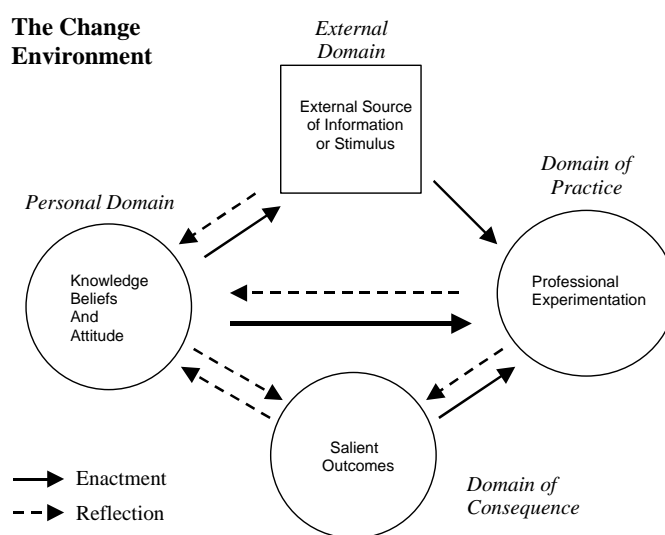 The Change
Environment
External
Domain
External Source
of Information
or Stimulus
Domain of
Practice
Personal Domain
Knowledge
Beliefs
And
Attitude
Professional
Experimentation
Salient
Outcomes
Enactment
Reflection
Domain of
Consequence